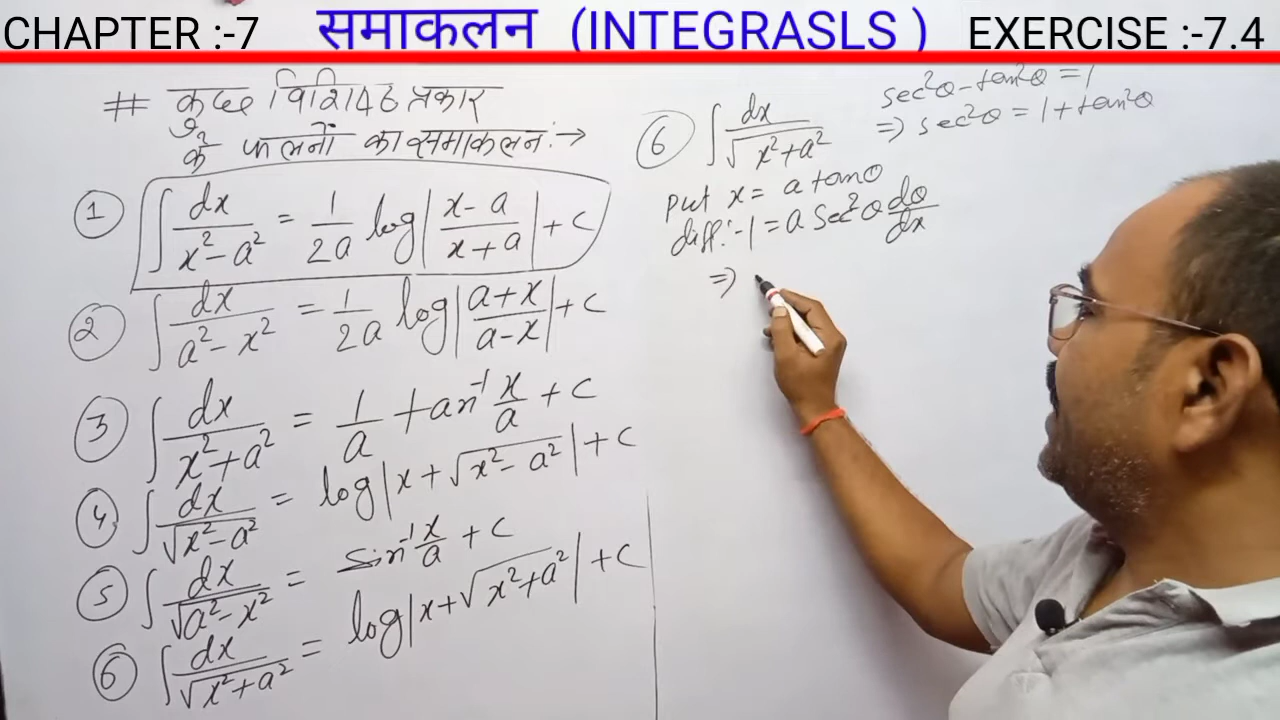 CHAPTER :-7 समाकलन (INTEGRASLS ) EXERCISE :-7.4
# कुछ विशिष्ट प्रकार
के फलनों का समाकलन :→
① ∫ dx/(x² - a²) = 1/2a log|(x-a)/(x+a)| + c
② ∫ dx/(a² - x²) = 1/2a log|(a+x)/(a-x)| + c
③ ∫ dx/(x² + a²) = 1/a tan⁻¹ x/a + c
④ ∫ dx/√(x² - a²) = log|x + √(x² - a²)| + c
⑤ ∫ dx/√(a² - x²) = sin⁻¹ x/a + c
⑥ ∫ dx/√(x² + a²) = log|x + √(x² + a²)| + c
⑥ ∫ dx/√(x² + a²)
sec²θ - tan²θ = 1
⇒ sec²θ = 1 + tan²θ
put x = a tanθ
diff:- 1 = a sec²θ dθ/dx
⇒